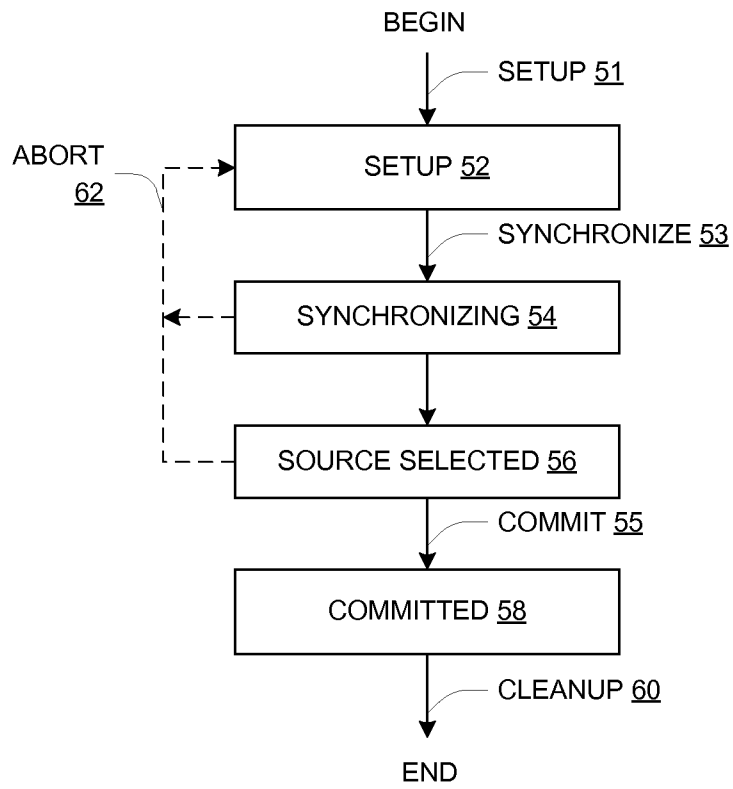 BEGIN
SETUP 51
ABORT
62
SETUP 52
SYNCHRONIZE 53
SYNCHRONIZING 54
SOURCE SELECTED 56
COMMIT 55
COMMITTED 58
CLEANUP 60
END